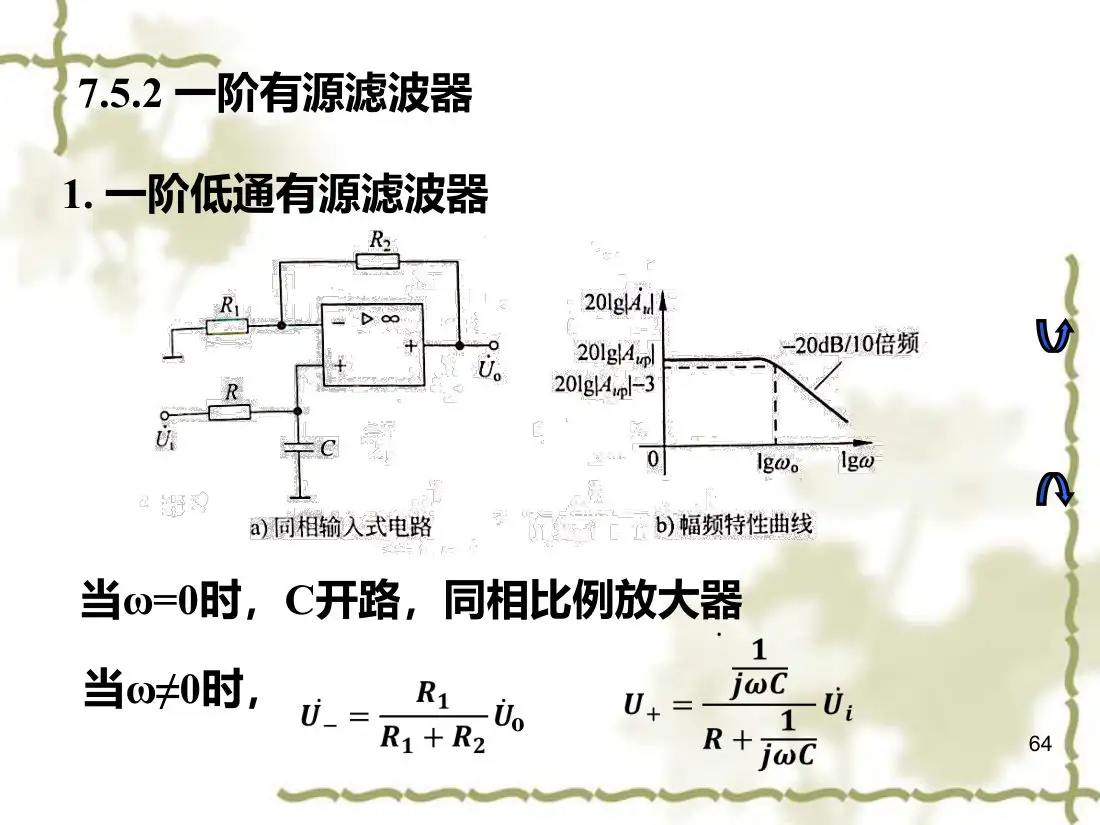 7.5.2 一阶有源滤波器
1. 一阶低通有源滤波器
R₂
R₁
− ▷ ∞
+
+
U̇ₒ
R
U̇ᵢ
C
a) 同相输入式电路
20lg|Ȧᵤ|
20lg|Aᵤₚ|
20lg|Aᵤₚ|−3
−20dB/10倍频
0
lgωₒ
lgω
b) 幅频特性曲线
当ω=0时，C开路，同相比例放大器
当ω≠0时，
U̇₋ = R₁/(R₁ + R₂) U̇ₒ
U̇₊ = (1/(jωC))/(R + 1/(jωC)) U̇ᵢ
64